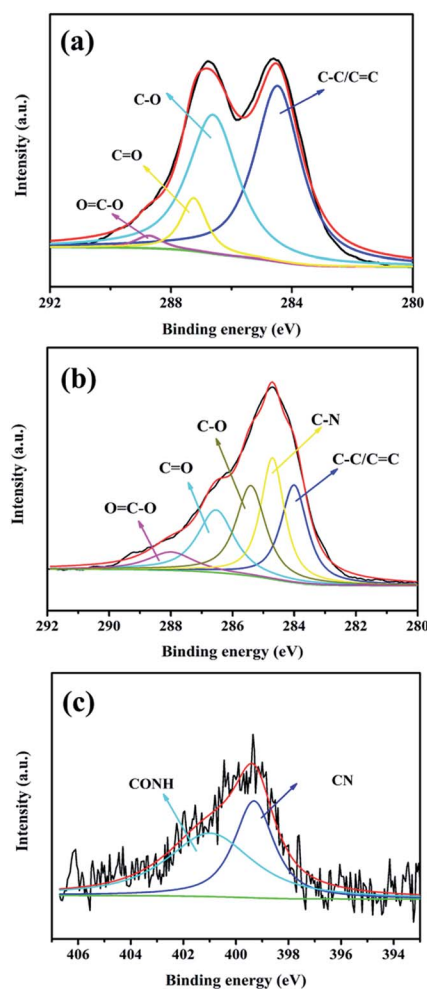 (a)
C-O
C-C/C=C
C=O
O=C-O
Intensity (a.u.)
292 288 284 280
Binding energy (eV)
(b)
C-O
C-N
C=O
C-C/C=C
O=C-O
Intensity (a.u.)
292 290 288 286 284 282 280
Binding energy (eV)
(c)
CONH
CN
Intensity (a.u.)
406 404 402 400 398 396 394
Binding energy (eV)